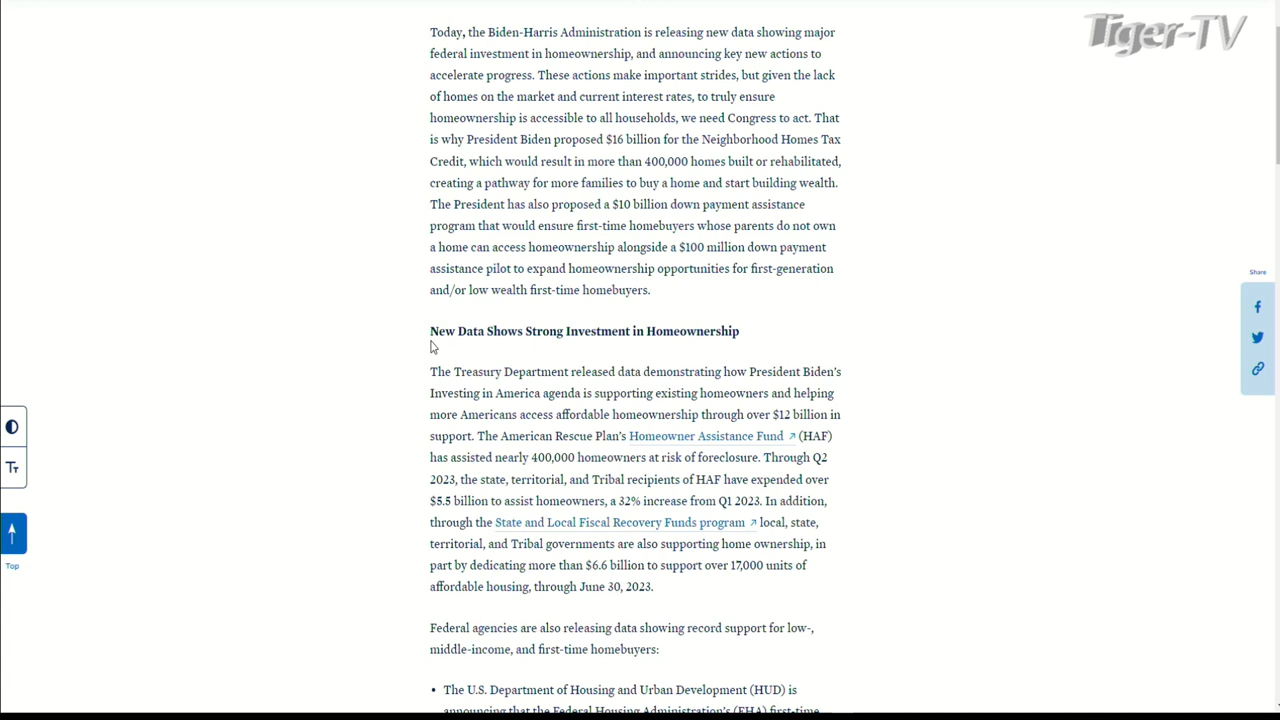 Tiger-TV
Today, the Biden-Harris Administration is releasing new data showing major
federal investment in homeownership, and announcing key new actions to
accelerate progress. These actions make important strides, but given the lack
of homes on the market and current interest rates, to truly ensure
homeownership is accessible to all households, we need Congress to act. That
is why President Biden proposed $16 billion for the Neighborhood Homes Tax
Credit, which would result in more than 400,000 homes built or rehabilitated,
creating a pathway for more families to buy a home and start building wealth.
The President has also proposed a $10 billion down payment assistance
program that would ensure first-time homebuyers whose parents do not own
a home can access homeownership alongside a $100 million down payment
assistance pilot to expand homeownership opportunities for first-generation
and/or low wealth first-time homebuyers.
Share
New Data Shows Strong Investment in Homeownership
The Treasury Department released data demonstrating how President Biden's
Investing in America agenda is supporting existing homeowners and helping
more Americans access affordable homeownership through over $12 billion in
support. The American Rescue Plan's Homeowner Assistance Fund ↗ (HAF)
has assisted nearly 400,000 homeowners at risk of foreclosure. Through Q2
2023, the state, territorial, and Tribal recipients of HAF have expended over
$5.5 billion to assist homeowners, a 32% increase from Q1 2023. In addition,
through the State and Local Fiscal Recovery Funds program ↗ local, state,
territorial, and Tribal governments are also supporting home ownership, in
part by dedicating more than $6.6 billion to support over 17,000 units of
affordable housing, through June 30, 2023.
Tт
Top
Federal agencies are also releasing data showing record support for low-,
middle-income, and first-time homebuyers:
• The U.S. Department of Housing and Urban Development (HUD) is
announcing that the Federal Housing Administration's (FHA) first-time